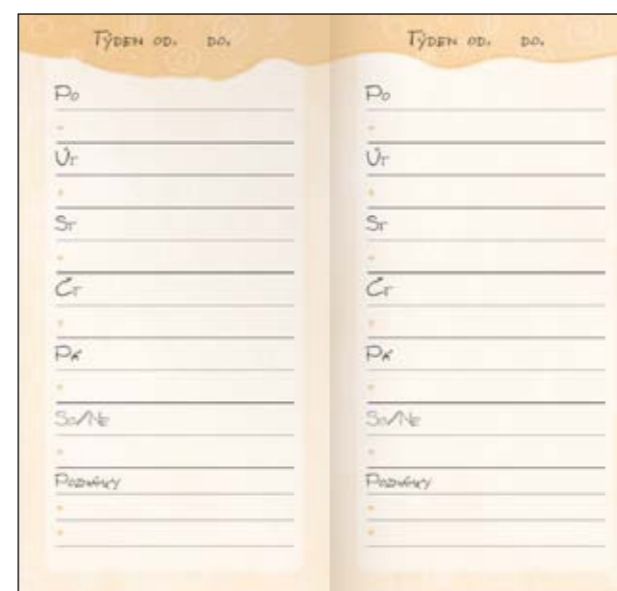 Týden od. do.
Po
Út
St
Čt
Pá
So/Ne
Poznámky
Týden od. do.
Po
Út
St
Čt
Pá
So/Ne
Poznámky